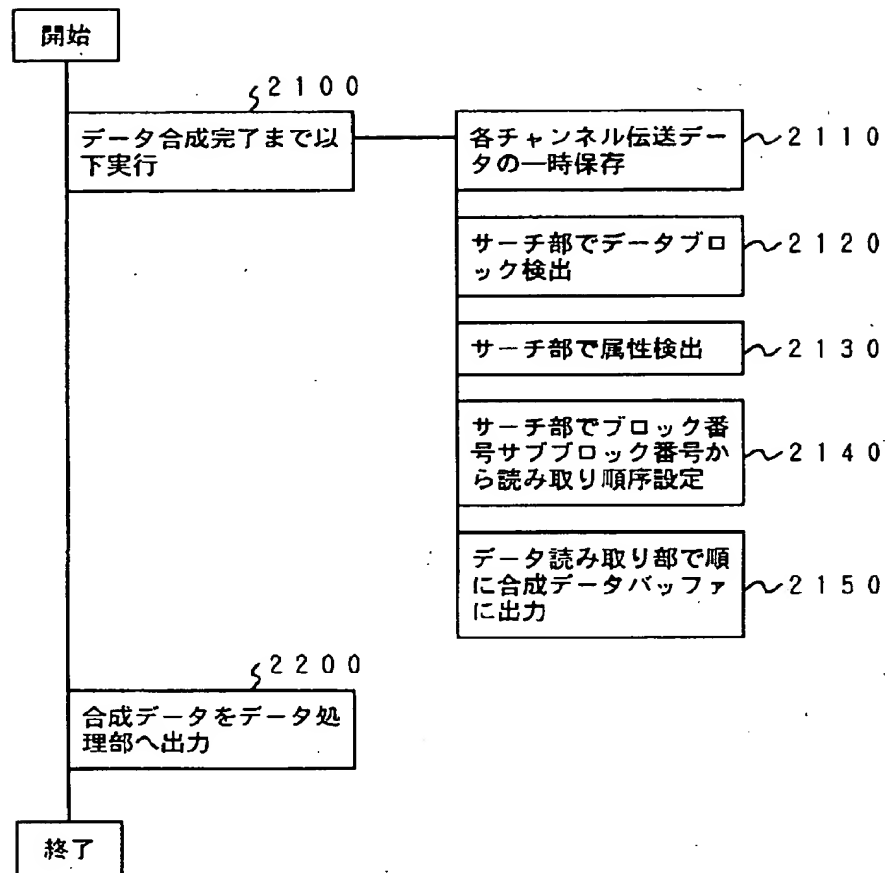 開始
2100
データ合成完了まで以
下実行
各チャンネル伝送デー
タの一時保存
2110
サーチ部でデータブロ
ック検出
2120
サーチ部で属性検出
2130
サーチ部でブロック番
号サブブロック番号か
ら読み取り順序設定
2140
データ読み取り部で順
に合成データバッファ
に出力
2150
2200
合成データをデータ処
理部へ出力
終了